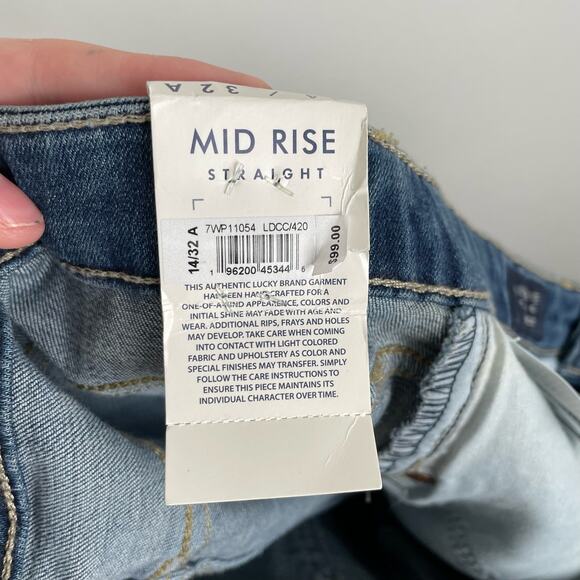 32 A
MID RISE
STRAIGHT
14/32 A
7WP11054 LDCC/420
1 96200 45344 6
$99.00
THIS AUTHENTIC LUCKY BRAND GARMENT
HAS BEEN HANDCRAFTED FOR A
ONE-OF-A-KIND APPEARENCE, COLORS AND
INITIAL SHINE MAY FADE WITH AGE AND
WEAR. ADDITIONAL RIPS, FRAYS AND HOLES
MAY DEVELOP. TAKE CARE WHEN COMING
INTO CONTACT WITH LIGHT COLORED
FABRIC AND UPHOLSTERY AS COLOR AND
SPECIAL FINISHES MAY TRANSFER. SIMPLY
FOLLOW THE CARE INSTRUCTIONS TO
ENSURE THIS PIECE MAINTAINS ITS
INDIVIDUAL CHARACTER OVER TIME.